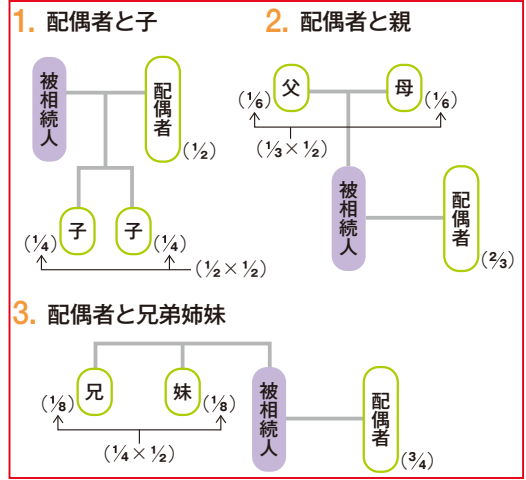 1. 配偶者と子
被相続人
配偶者
(1/2)
子
子
(1/4)
(1/4)
(1/2×1/2)
2. 配偶者と親
(1/6)
父
母
(1/6)
(1/3×1/2)
被相続人
配偶者
(2/3)
3. 配偶者と兄弟姉妹
(1/8)
兄
妹
(1/8)
(1/4×1/2)
被相続人
配偶者
(3/4)